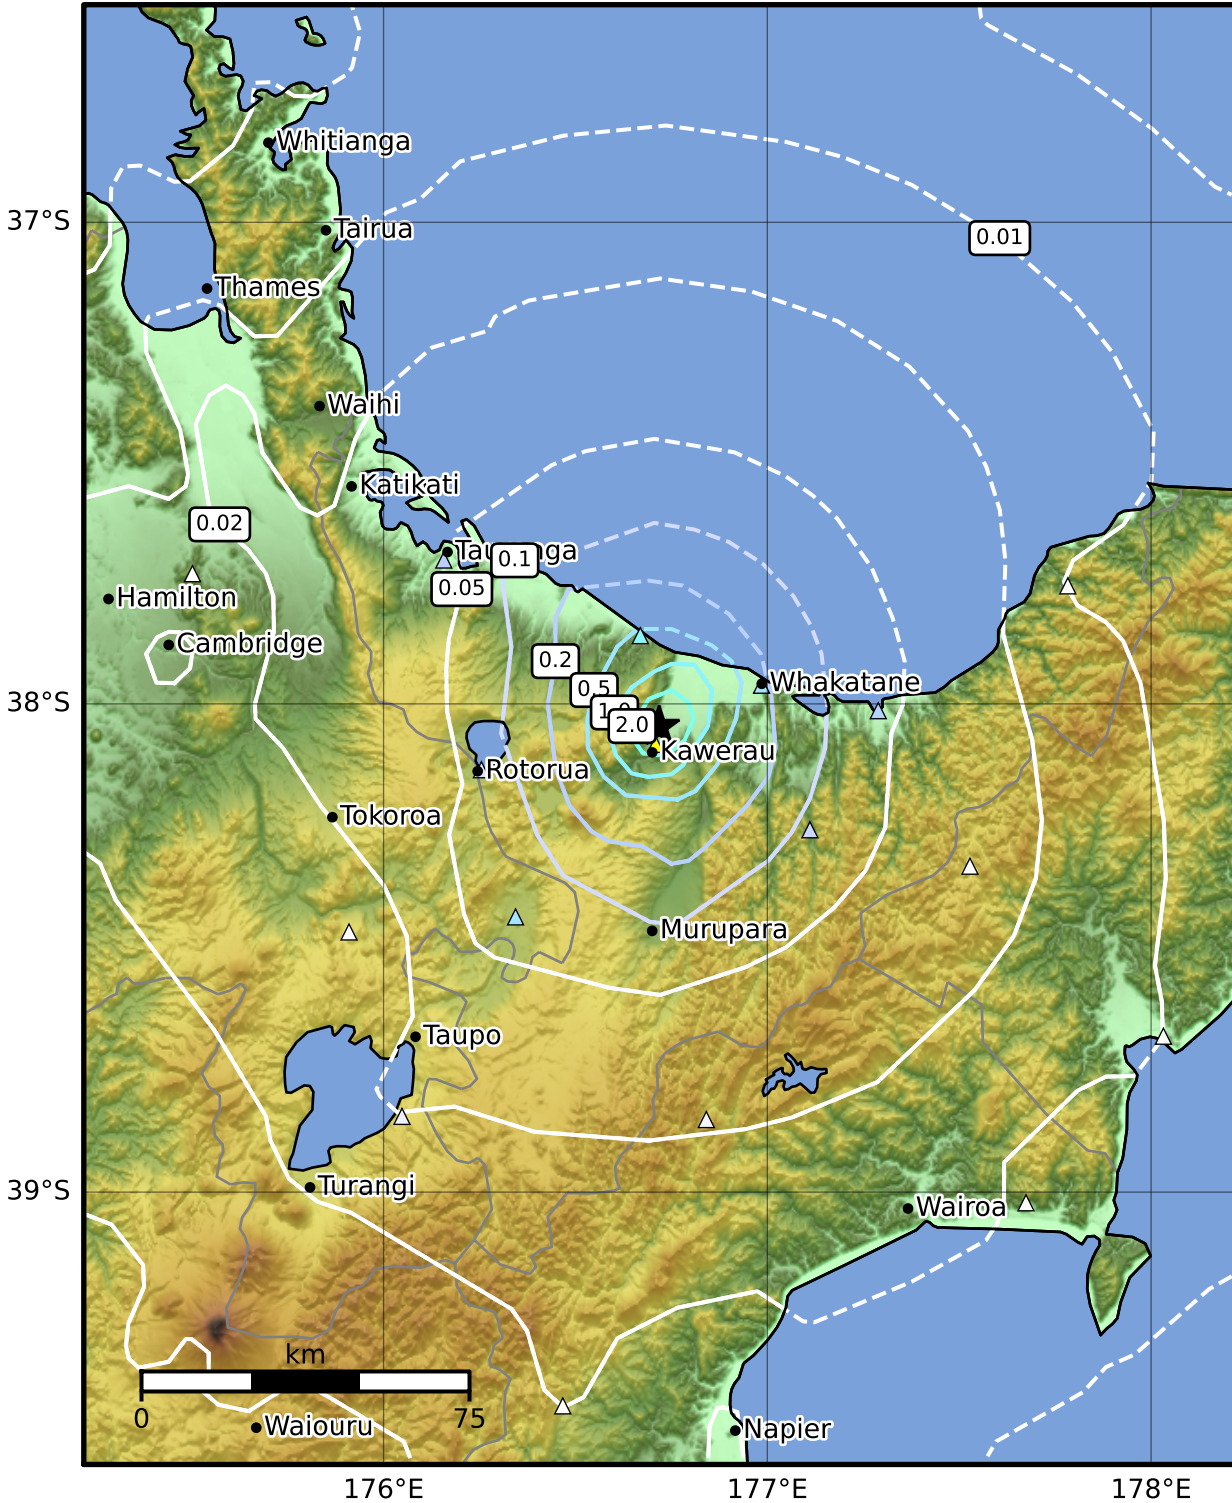 Whitianga
37°S
Tairua
0.01
Thames
Waihi
Katikati
0.02
0.1
0.05
Hamilton
Cambridge
0.2
Whakatane
0.5
38°S
2.0
Kawerau
Rotorua
Tokoroa
Murupara
Taupo
39°S
Turangi
Wairoa
km
0
75
Waiouru
Napier
176°E
177°E
178°E